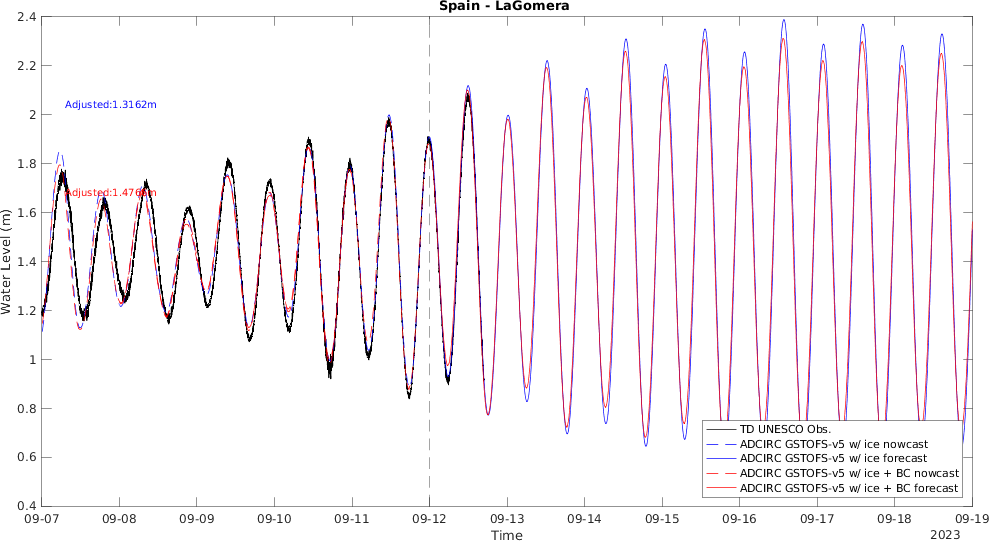 Spain - LaGomera
2.4
2.2
2
1.8
1.6
1.4
1.2
1
0.8
0.6
0.4
Water Level (m)
Adjusted:1.3162m
TD UNESCO Obs.
ADCIRC GSTOFS-v5 w/ ice nowcast
ADCIRC GSTOFS-v5 w/ ice forecast
ADCIRC GSTOFS-v5 w/ ice + BC nowcast
ADCIRC GSTOFS-v5 w/ ice + BC forecast
09-07 09-08 09-09 09-10 09-11 09-12 09-13 09-14 09-15 09-16 09-17 09-18 09-19
Time
2023